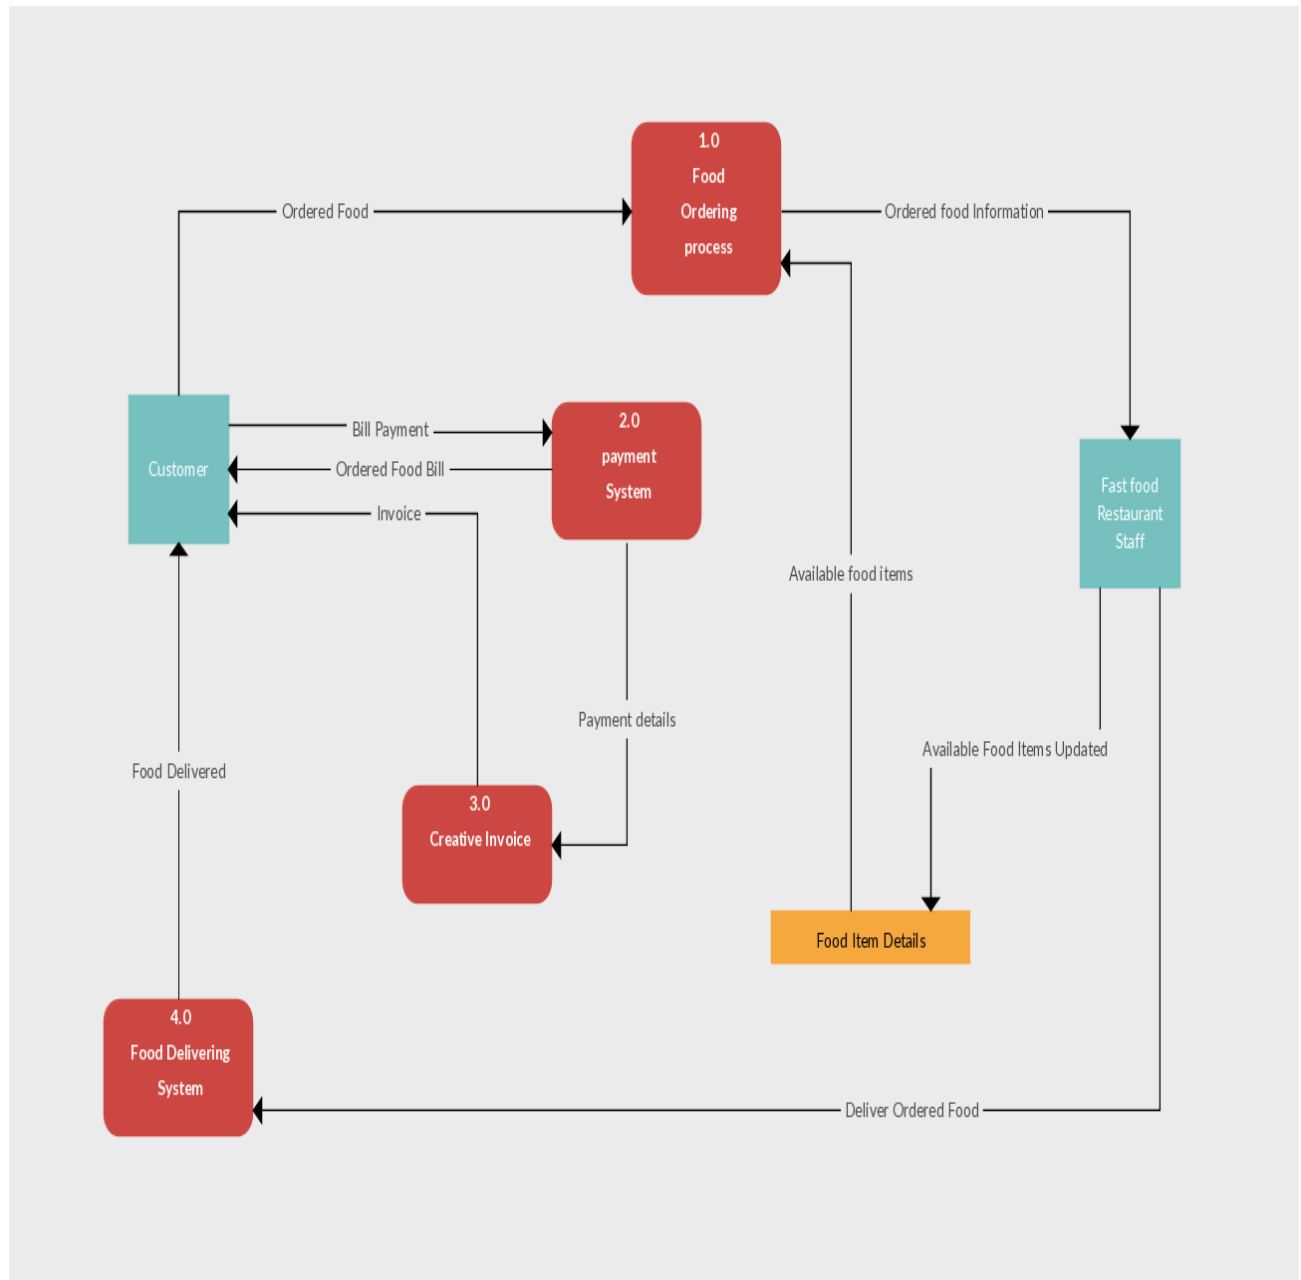 1.0
Food
Ordering
process
Ordered Food
Ordered food Information
2.0
payment
System
Bill Payment
Customer
Ordered Food Bill
Invoice
Fast food
Restaurant
Staff
Available food items
Payment details
Available Food Items Updated
Food Delivered
3.0
Creative Invoice
Food Item Details
4.0
Food Delivering
System
Deliver Ordered Food